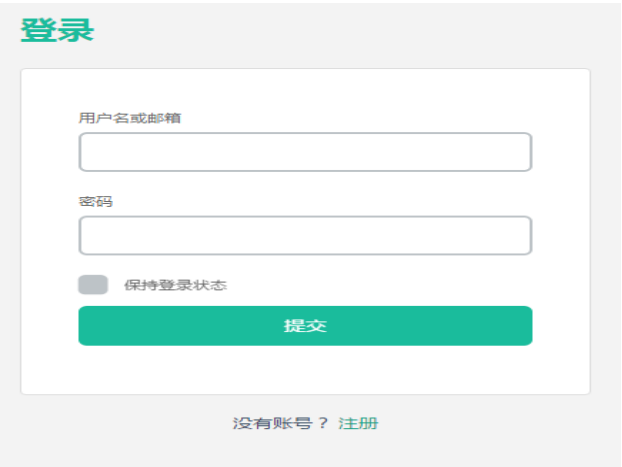 登录
用户名或邮箱
密码
保持登录状态
提交
没有账号？注册